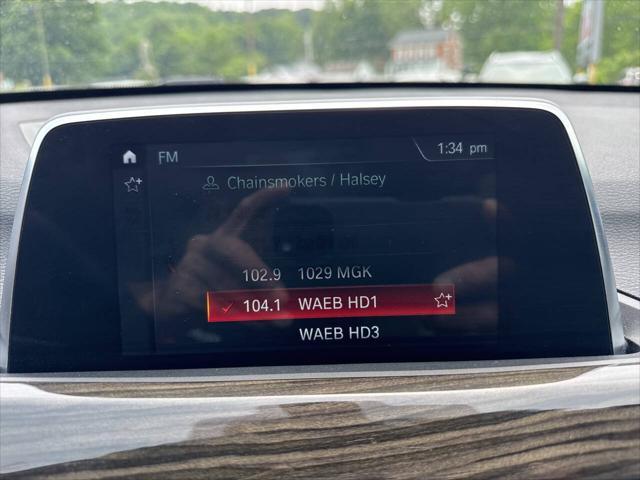 FM
1:34 pm
Chainsmokers / Halsey
102.9 1029 MGK
104.1 WAEB HD1
WAEB HD3